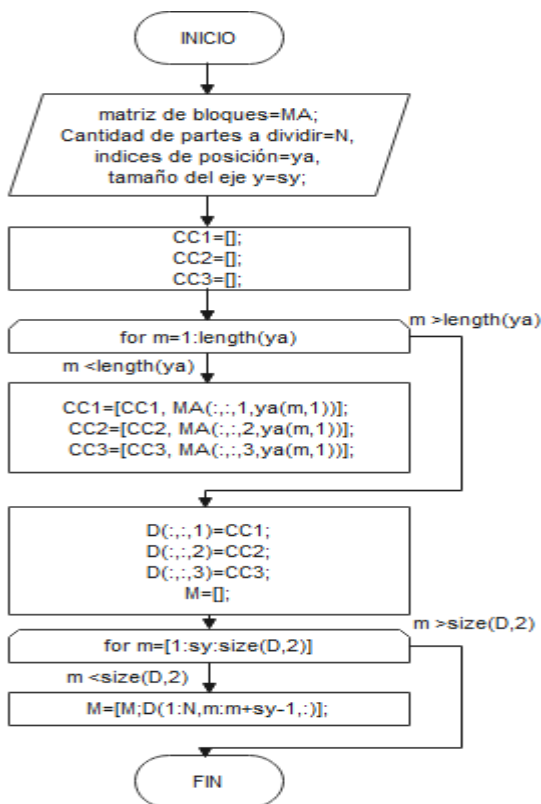 INICIO
matriz de bloques=MA;
Cantidad de partes a dividir=N,
indices de posición=ya,
tamaño del eje y=sy;
CC1=[];
CC2=[];
CC3=[];
m >length(ya)
for m=1:length(ya)
m <length(ya)
CC1=[CC1, MA(:,:,1,ya(m,1))];
CC2=[CC2, MA(:,:,2,ya(m,1))];
CC3=[CC3, MA(:,:,3,ya(m,1))];
D(:,:,1)=CC1;
D(:,:,2)=CC2;
D(:,:,3)=CC3;
M=[];
m >size(D,2)
for m=[1:sy:size(D,2)]
m <size(D,2)
M=[M;D(1:N,m:m+sy-1,:)];
FIN